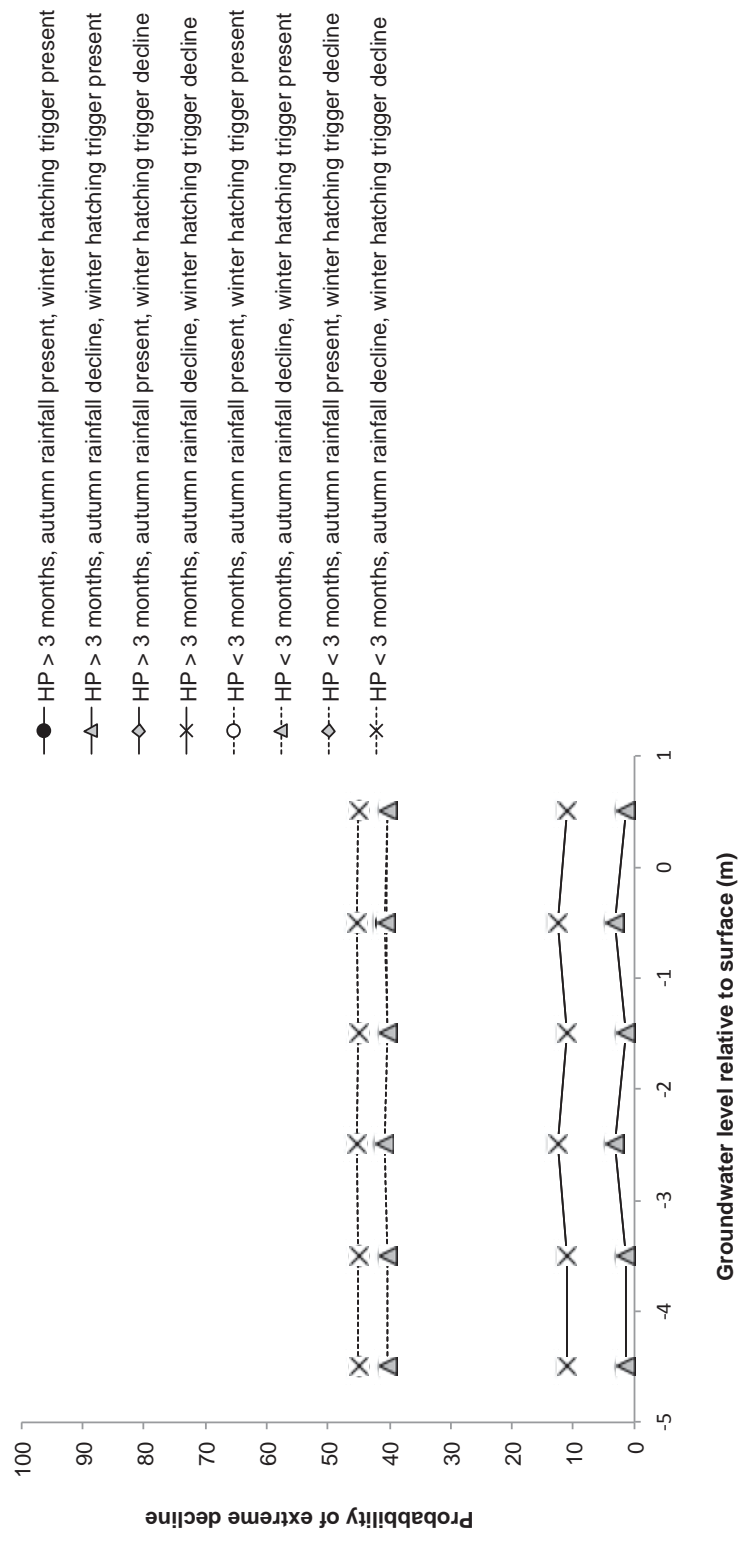 Probability of extreme decline
100
90
80
70
60
50
40
30
20
10
0
-5
-4
-3
-2
-1
0
1
Groundwater level relative to surface (m)
HP > 3 months, autumn rainfall present, winter hatching trigger present
HP > 3 months, autumn rainfall decline, winter hatching trigger present
HP > 3 months, autumn rainfall present, winter hatching trigger decline
HP > 3 months, autumn rainfall decline, winter hatching trigger decline
HP < 3 months, autumn rainfall present, winter hatching trigger present
HP < 3 months, autumn rainfall decline, winter hatching trigger present
HP < 3 months, autumn rainfall present, winter hatching trigger decline
HP < 3 months, autumn rainfall decline, winter hatching trigger decline